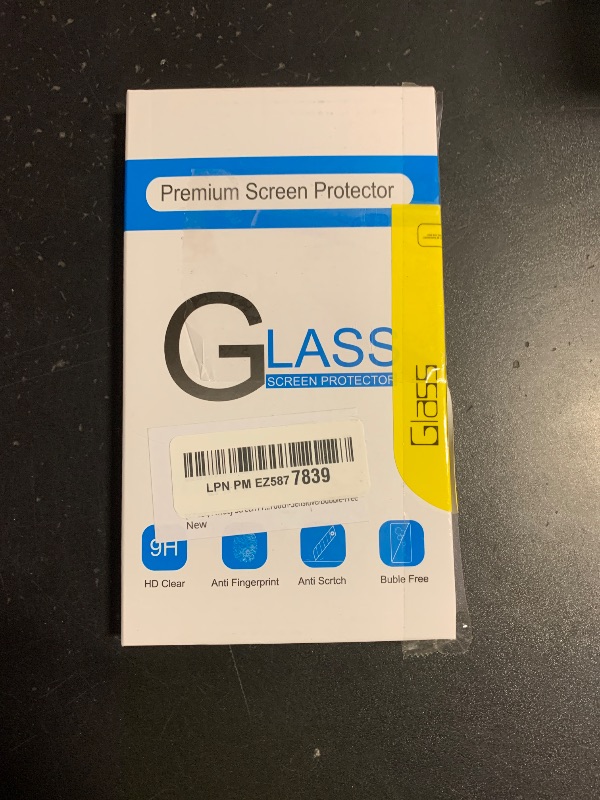 Premium Screen Protector
GLASS
SCREEN PROTECTOR
Glass
LPN PM EZ587 7839
New
9H
HD Clear
Anti Fingerprint
Anti Scrtch
Buble Free